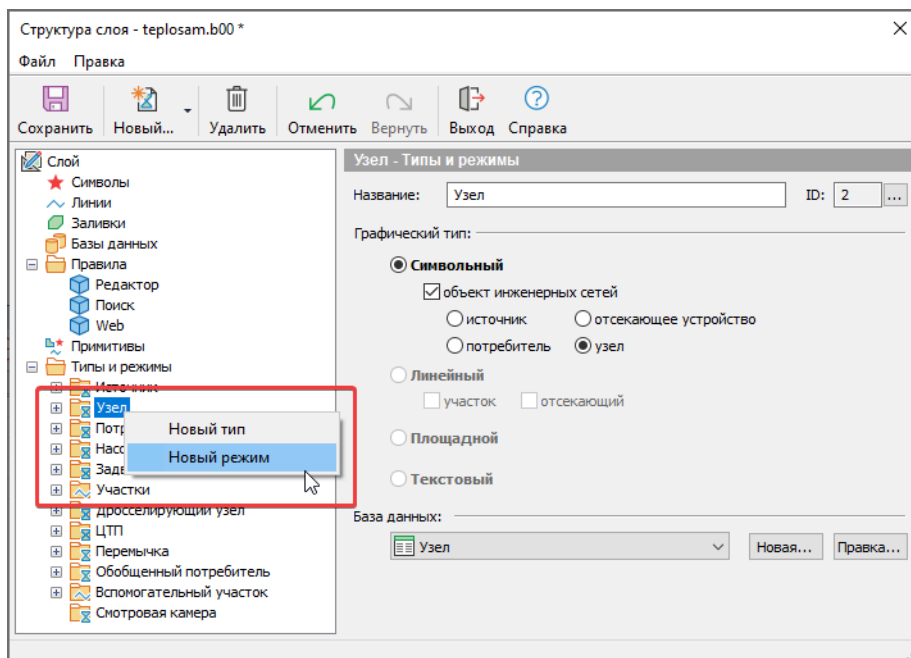 Структура слоя - teplosam.b00 *
Файл Правка
Сохранить Новый... Удалить Отменить Вернуть Выход Справка
Слой
Символы
Линии
Заливки
Базы данных
Правила
Редактор
Поиск
Web
Примитивы
Типы и режимы
Источник
Узел
Новый тип
Новый режим
Участки
Дросселирующий узел
ЦТП
Перемычка
Обобщенный потребитель
Вспомогательный участок
Смотровая камера
Узел - Типы и режимы
Название: Узел ID: 2 ...
Графический тип:
Символьный
объект инженерных сетей
источник отсекающее устройство
потребитель узел
Линейный
участок отсекающий
Площадной
Текстовый
База данных:
Узел Новая... Правка...